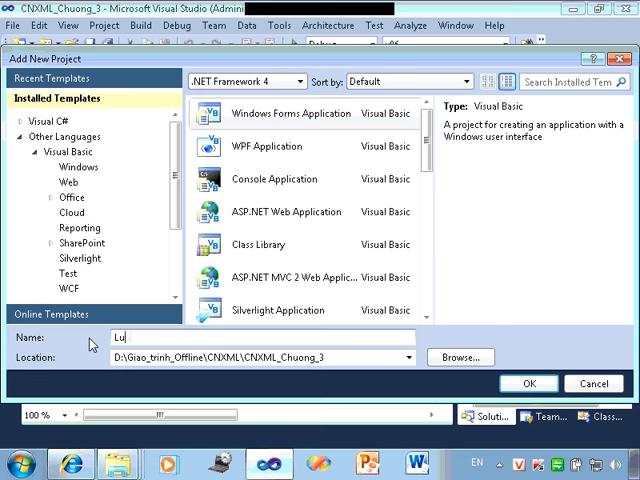 CNXML_Chuong_3 - Microsoft Visual Studio (Admini
File Edit View Project Build Debug Team Data Tools Architecture Test Analyze Window Help
Add New Project
Recent Templates
.NET Framework 4 Sort by: Default Search Installed Tem
Installed Templates
Visual C#
Other Languages
Visual Basic
Windows
Web
Office
Cloud
Reporting
SharePoint
Silverlight
Test
WCF
Online Templates
Windows Forms Application Visual Basic
WPF Application Visual Basic
Console Application Visual Basic
ASP.NET Web Application Visual Basic
Class Library Visual Basic
ASP.NET MVC 2 Web Applic... Visual Basic
Silverlight Application Visual Basic
Type: Visual Basic
A project for creating an application with a
Windows user interface
Name: Lu
Location: D:\Giao_trinh_Offline\CNXML\CNXML_Chuong_3 Browse...
OK Cancel
100 % Soluti... Team... Class...
EN